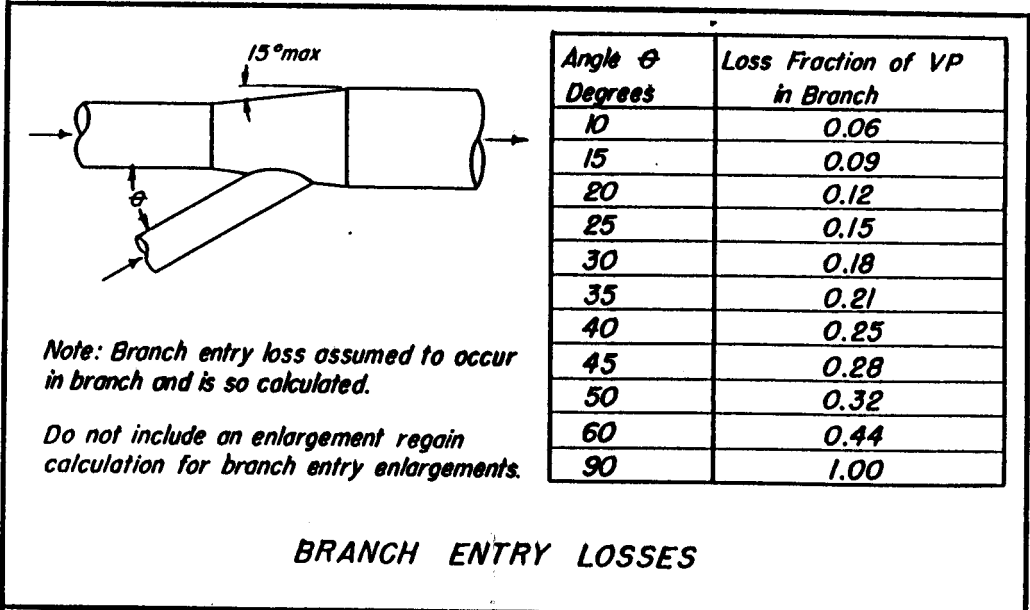 15° max
θ
Note: Branch entry loss assumed to occur
in branch and is so calculated.
Do not include an enlargement regain
calculation for branch entry enlargements.
Angle θ Loss Fraction of VP
Degrees in Branch
10 0.06
15 0.09
20 0.12
25 0.15
30 0.18
35 0.21
40 0.25
45 0.28
50 0.32
60 0.44
90 1.00
BRANCH ENTRY LOSSES